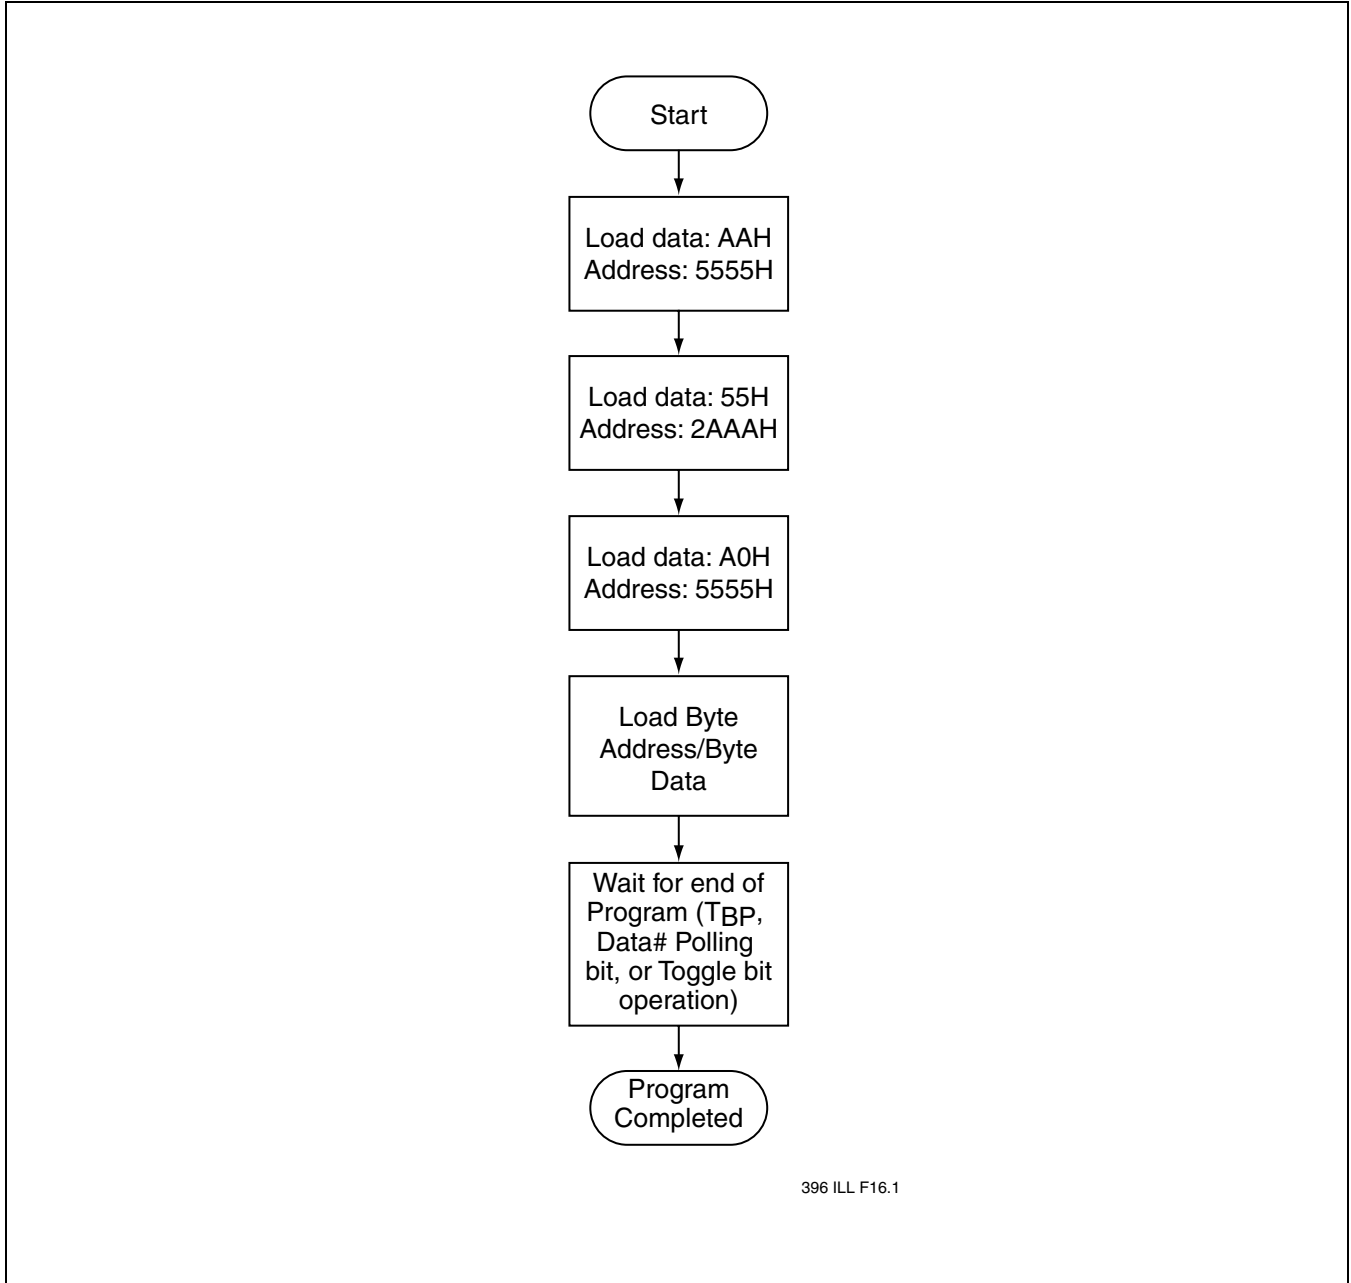 Start
Load data: AAH
Address: 5555H
Load data: 55H
Address: 2AAAH
Load data: A0H
Address: 5555H
Load Byte
Address/Byte
Data
Wait for end of
Program (TBP,
Data# Polling
bit, or Toggle bit
operation)
Program
Completed
396 ILL F16.1